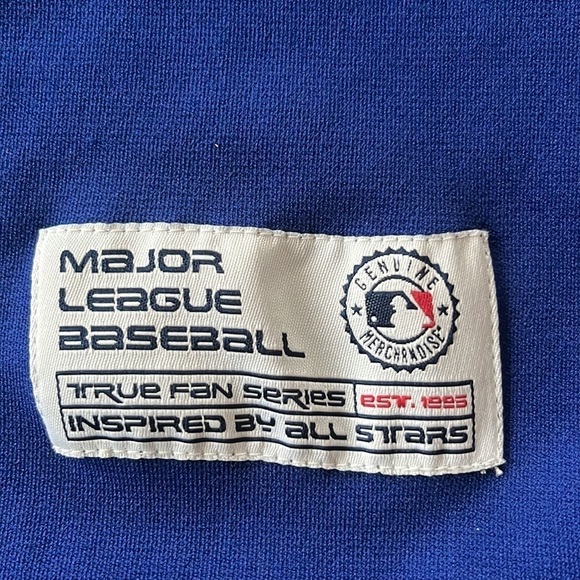 Major
League
Baseball
GENUINE
MERCHANDISE
True Fan Series
est. 1995
Inspired by All Stars